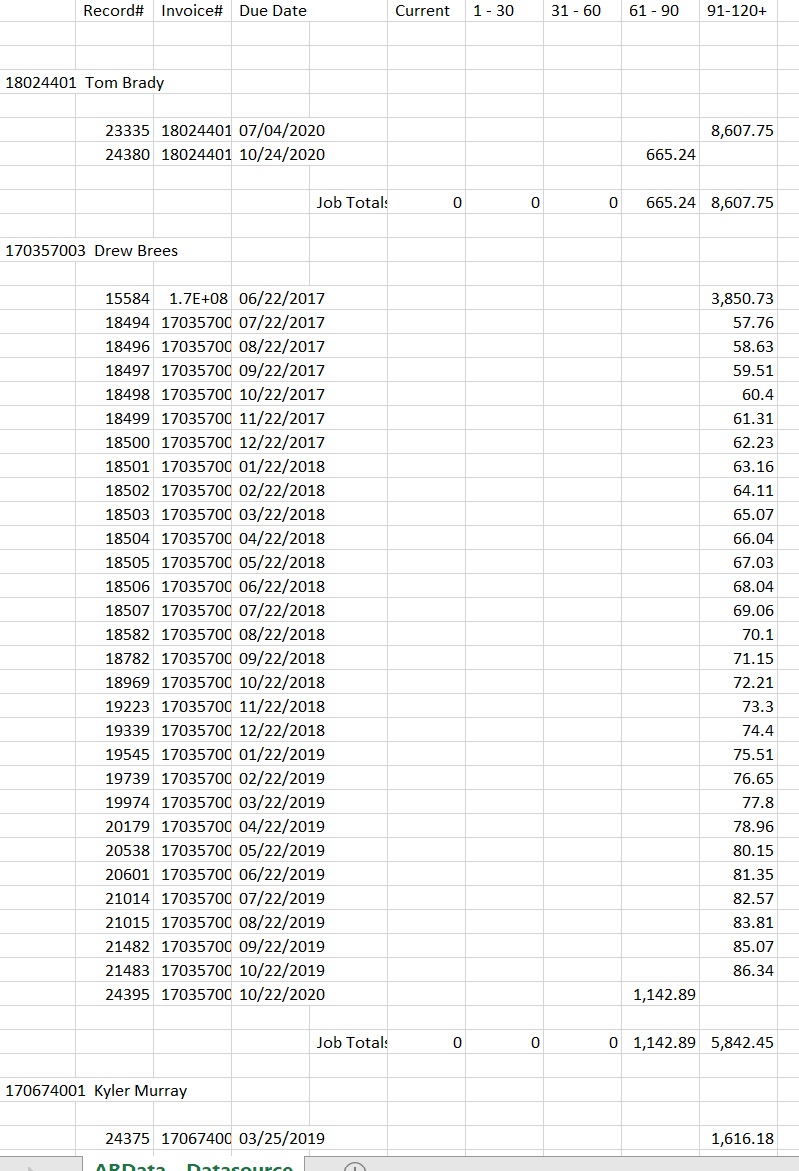 Record# Invoice# Due Date Current 1 - 30 31 - 60 61 - 90 91-120+
18024401 Tom Brady
23335 18024401 07/04/2020 8,607.75
24380 18024401 10/24/2020 665.24
Job Totals 0 0 0 665.24 8,607.75
170357003 Drew Brees
15584 1.7E+08 06/22/2017 3,850.73
18494 17035700 07/22/2017 57.76
18496 17035700 08/22/2017 58.63
18497 17035700 09/22/2017 59.51
18498 17035700 10/22/2017 60.4
18499 17035700 11/22/2017 61.31
18500 17035700 12/22/2017 62.23
18501 17035700 01/22/2018 63.16
18502 17035700 02/22/2018 64.11
18503 17035700 03/22/2018 65.07
18504 17035700 04/22/2018 66.04
18505 17035700 05/22/2018 67.03
18506 17035700 06/22/2018 68.04
18507 17035700 07/22/2018 69.06
18582 17035700 08/22/2018 70.1
18782 17035700 09/22/2018 71.15
18969 17035700 10/22/2018 72.21
19223 17035700 11/22/2018 73.3
19339 17035700 12/22/2018 74.4
19545 17035700 01/22/2019 75.51
19739 17035700 02/22/2019 76.65
19974 17035700 03/22/2019 77.8
20179 17035700 04/22/2019 78.96
20538 17035700 05/22/2019 80.15
20601 17035700 06/22/2019 81.35
21014 17035700 07/22/2019 82.57
21015 17035700 08/22/2019 83.81
21482 17035700 09/22/2019 85.07
21483 17035700 10/22/2019 86.34
24395 17035700 10/22/2020 1,142.89
Job Totals 0 0 0 1,142.89 5,842.45
170674001 Kyler Murray
24375 17067400 03/25/2019 1,616.18
ARData Datasource